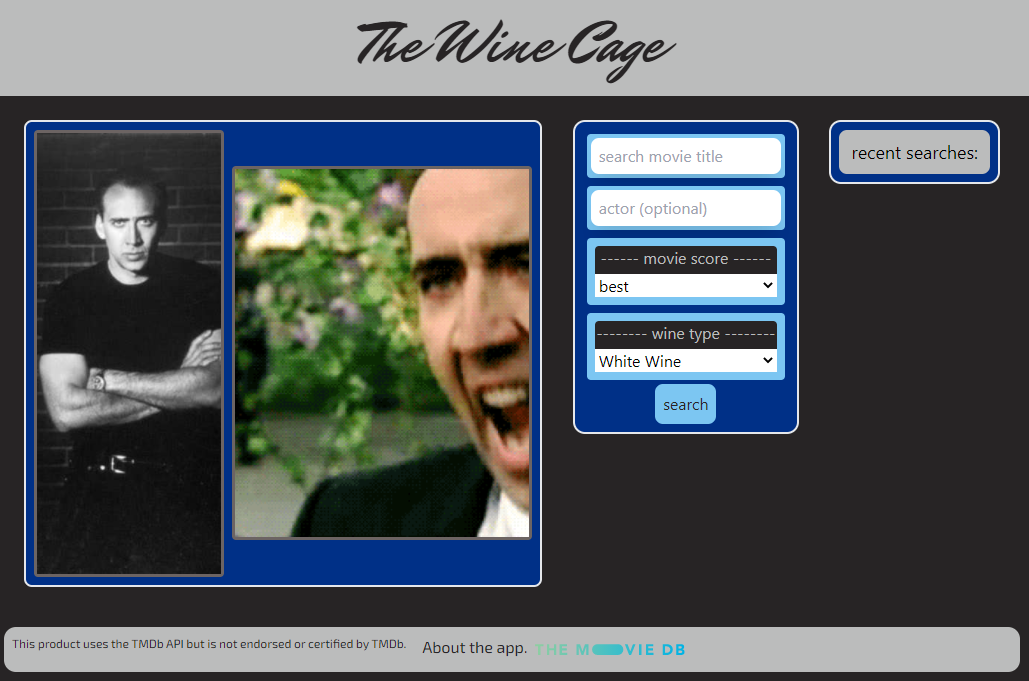 The Wine Cage
search movie title
actor (optional)
------ movie score ------
best
-------- wine type --------
White Wine
search
recent searches:
This product uses the TMDb API but is not endorsed or certified by TMDb.
About the app.
THE MOVIE DB